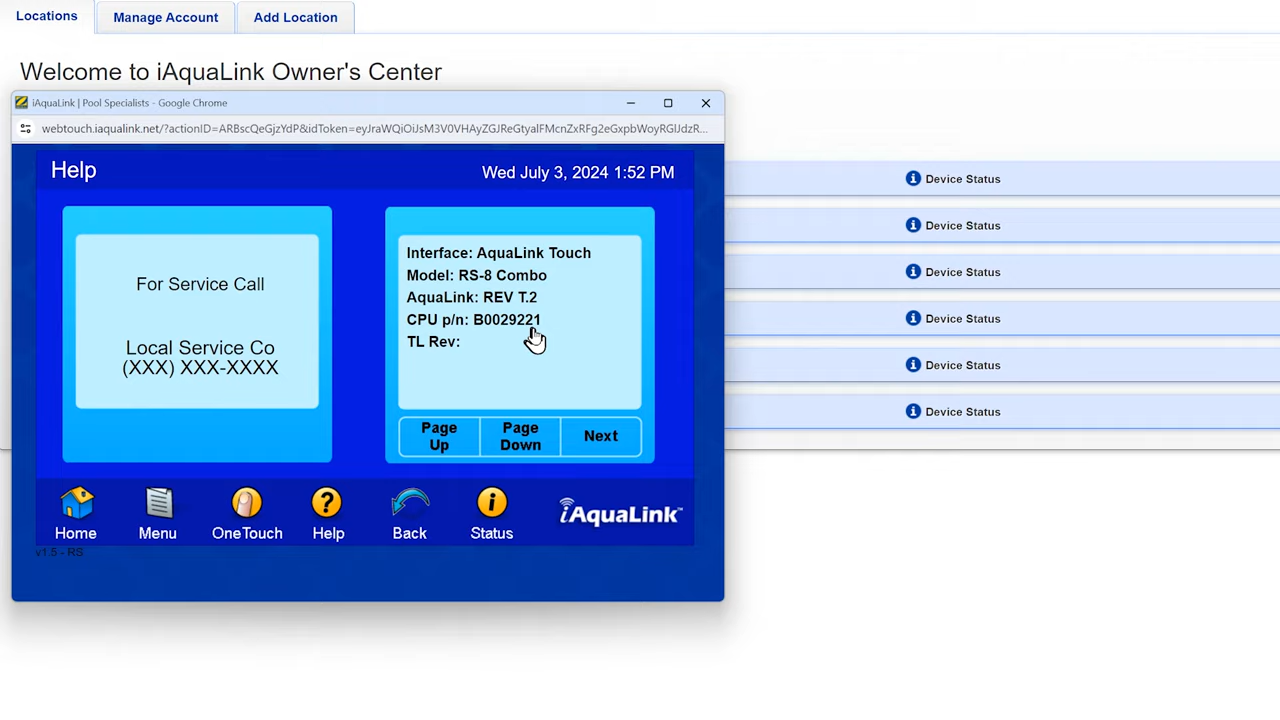 Locations
Manage Account
Add Location
Welcome to iAquaLink Owner's Center
iAquaLink | Pool Specialists - Google Chrome
webtouch.iaqualink.net/?actionID=ARBscQeGjzYdP&idToken=eyJraWQiOiJsM3V0VHAyZGJReGtyalFMcnZxRFg2eGxpbWoyRGlJdzR...
Help
Wed July 3, 2024 1:52 PM
For Service Call
Local Service Co
(XXX) XXX-XXXX
Interface: AquaLink Touch
Model: RS-8 Combo
AquaLink: REV T.2
CPU p/n: B0029221
TL Rev:
Page Up
Page Down
Next
Home
Menu
OneTouch
Help
Back
Status
iAquaLink™
v1.5 - RS
Device Status
Device Status
Device Status
Device Status
Device Status
Device Status